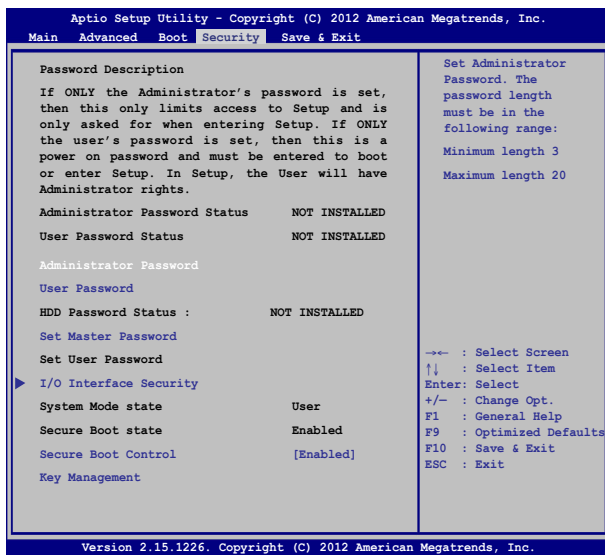 Aptio Setup Utility - Copyright (C) 2012 American Megatrends, Inc.
Main Advanced Boot Security Save & Exit
Password Description
If ONLY the Administrator's password is set,
then this only limits access to Setup and is
only asked for when entering Setup. If ONLY
the user's password is set, then this is a
power on password and must be entered to boot
or enter Setup. In Setup, the User will have
Administrator rights.
Administrator Password Status NOT INSTALLED
User Password Status NOT INSTALLED
Administrator Password
User Password
HDD Password Status : NOT INSTALLED
Set Master Password
Set User Password
I/O Interface Security
System Mode state User
Secure Boot state Enabled
Secure Boot Control [Enabled]
Key Management
Set Administrator
Password. The
password length
must be in the
following range:
Minimum length 3
Maximum length 20
→← : Select Screen
↑↓ : Select Item
Enter: Select
+/— : Change Opt.
F1 : General Help
F9 : Optimized Defaults
F10 : Save & Exit
ESC : Exit
Version 2.15.1226. Copyright (C) 2012 American Megatrends, Inc.